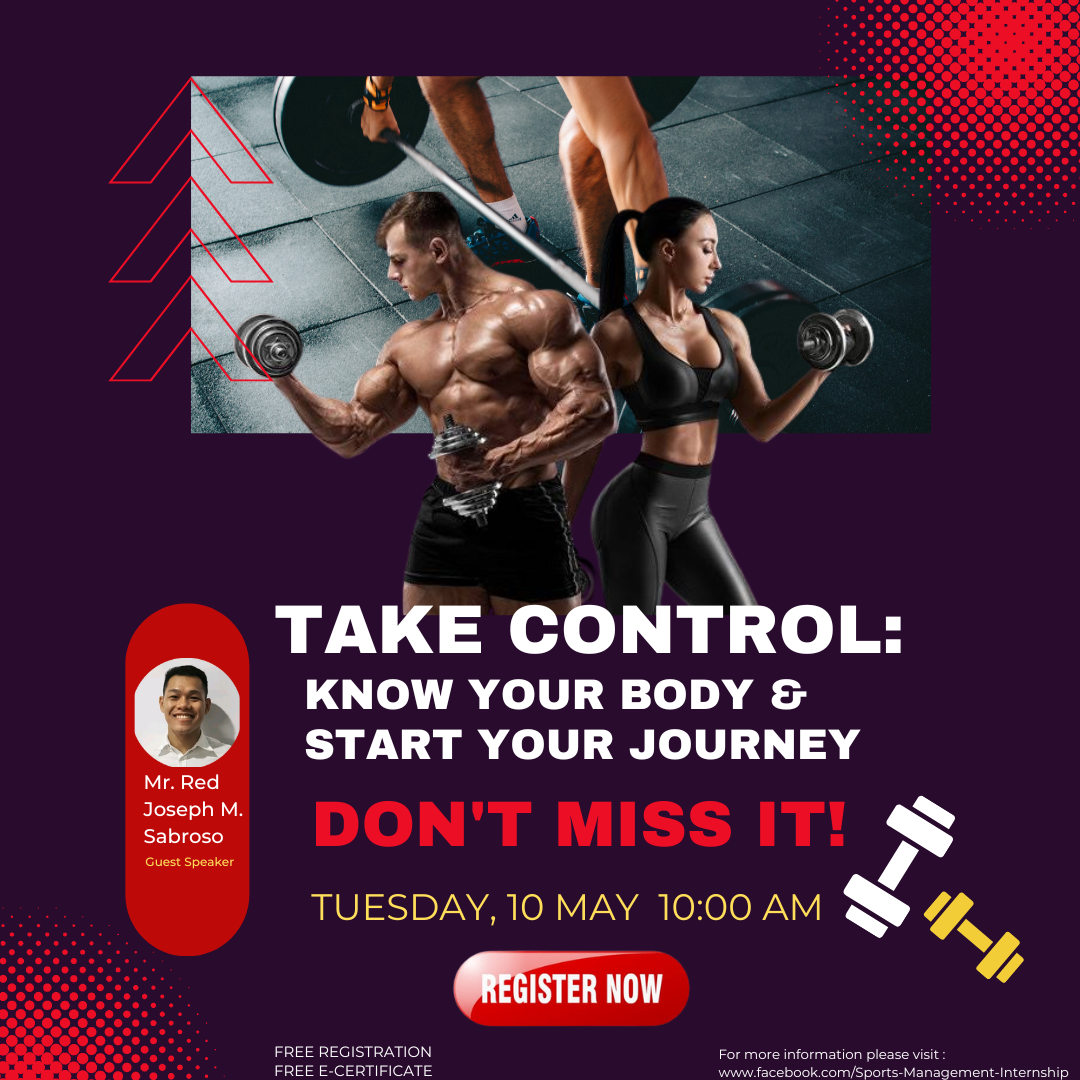 TAKE CONTROL:
KNOW YOUR BODY &
START YOUR JOURNEY
DON'T MISS IT!
Mr. Red
Joseph M.
Sabroso
Guest Speaker
TUESDAY, 10 MAY 10:00 AM
REGISTER NOW
FREE REGISTRATION
FREE E-CERTIFICATE
For more information please visit :
www.facebook.com/Sports-Management-Internship